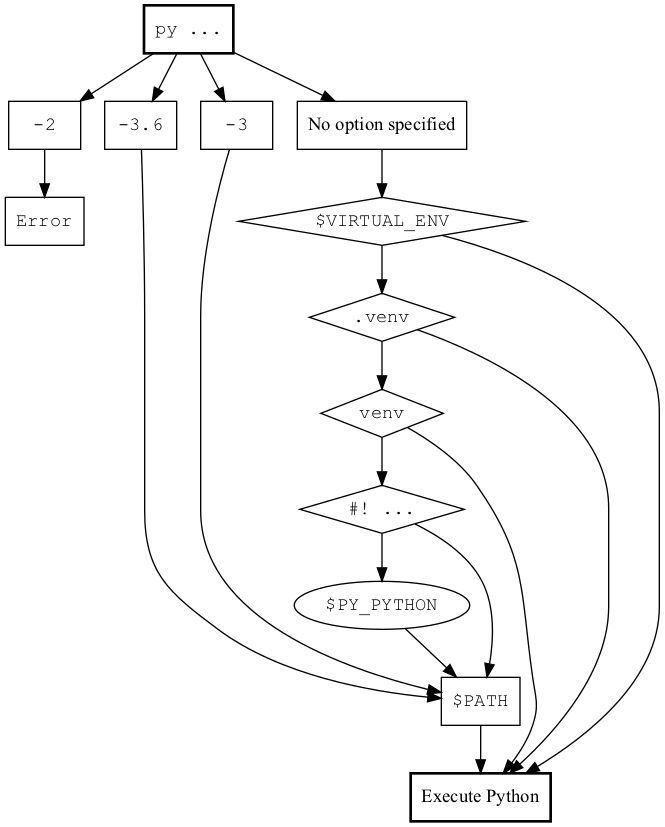 py ...
-2
-3.6
-3
No option specified
Error
$VIRTUAL_ENV
.venv
venv
#! ...
$PY_PYTHON
$PATH
Execute Python